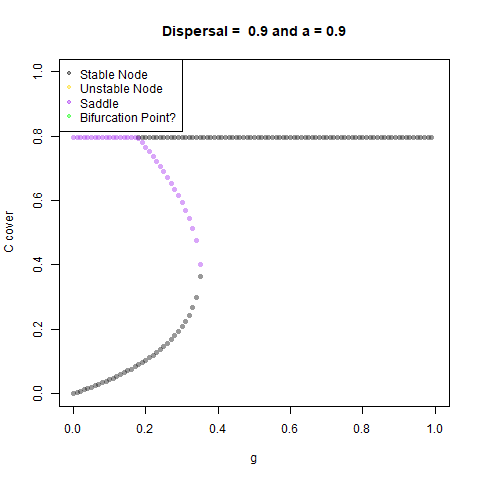 Dispersal =  0.9 and a = 0.9
Stable Node
Unstable Node
Saddle
Bifurcation Point?
C cover
1.0
0.8
0.6
0.4
0.2
0.0
0.0 0.2 0.4 0.6 0.8 1.0
g